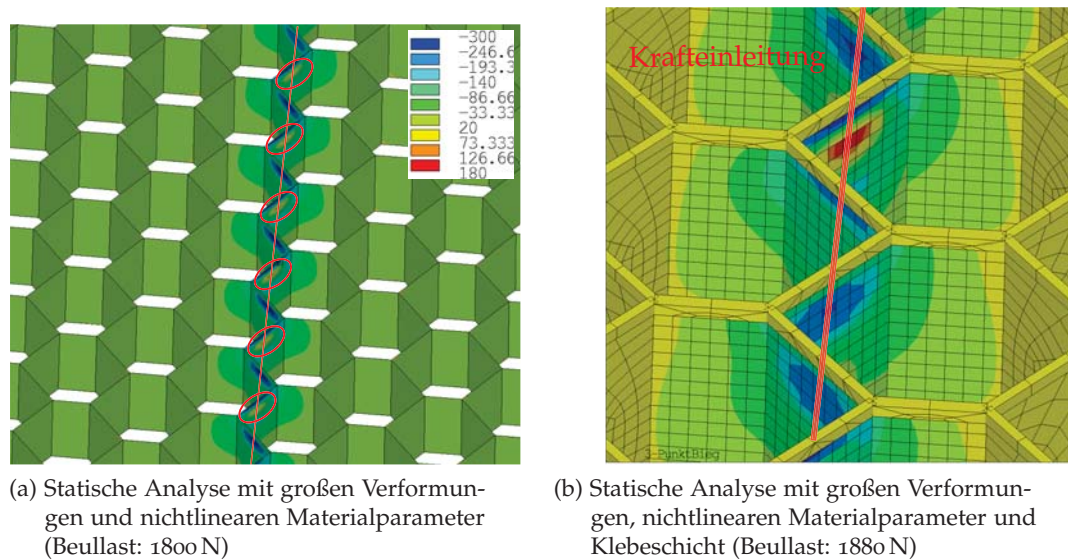 -300
-246.6
-193.3
-140
-86.66
-33.33
20
73.333
126.66
180
Krafteinleitung
3-PunktBieg
(a) Statische Analyse mit großen Verformun-
gen und nichtlinearen Materialparameter
(Beullast: 1800 N)
(b) Statische Analyse mit großen Verformun-
gen, nichtlinearen Materialparameter und
Klebeschicht (Beullast: 1880 N)